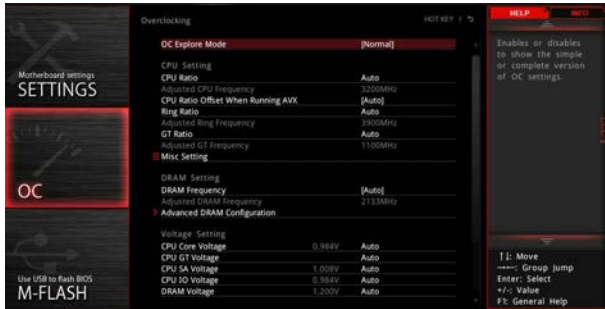 Motherboard settings
SETTINGS
OC
Use USB to flash BIOS
M-FLASH
Overclocking
HOT KEY
OC Explore Mode [Normal]
CPU Setting
CPU Ratio Auto
Adjusted CPU Frequency 3200MHz
CPU Ratio Offset When Running AVX [Auto]
Ring Ratio Auto
Adjusted Ring Frequency 3900MHz
GT Ratio Auto
Adjusted GT Frequency 1100MHz
Misc Setting
DRAM Setting
DRAM Frequency [Auto]
Adjusted DRAM Frequency 2133MHz
Advanced DRAM Configuration
Voltage Setting
CPU Core Voltage 0.984V Auto
CPU GT Voltage Auto
CPU SA Voltage 1.008V Auto
CPU IO Voltage 0.984V Auto
DRAM Voltage 1.200V Auto
HELP
INFO
Enables or disables
to show the simple
or complete version
of OC settings.
↑↓: Move
→←: Group Jump
Enter: Select
+/-: Value
F1: General Help